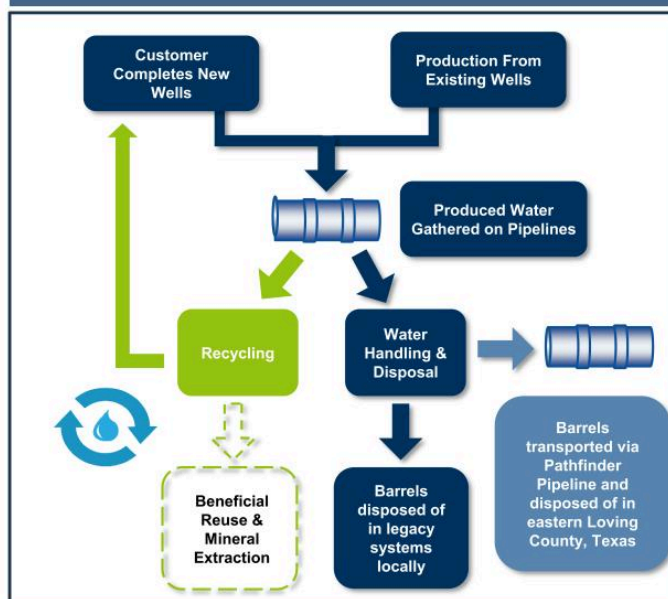 Customer
Completes New
Wells
Production From
Existing Wells
Produced Water
Gathered on Pipelines
Recycling
Water
Handling &
Disposal
Beneficial
Reuse &
Mineral
Extraction
Barrels
disposed of
in legacy
systems
locally
Barrels
transported via
Pathfinder
Pipeline and
disposed of in
eastern Loving
County, Texas